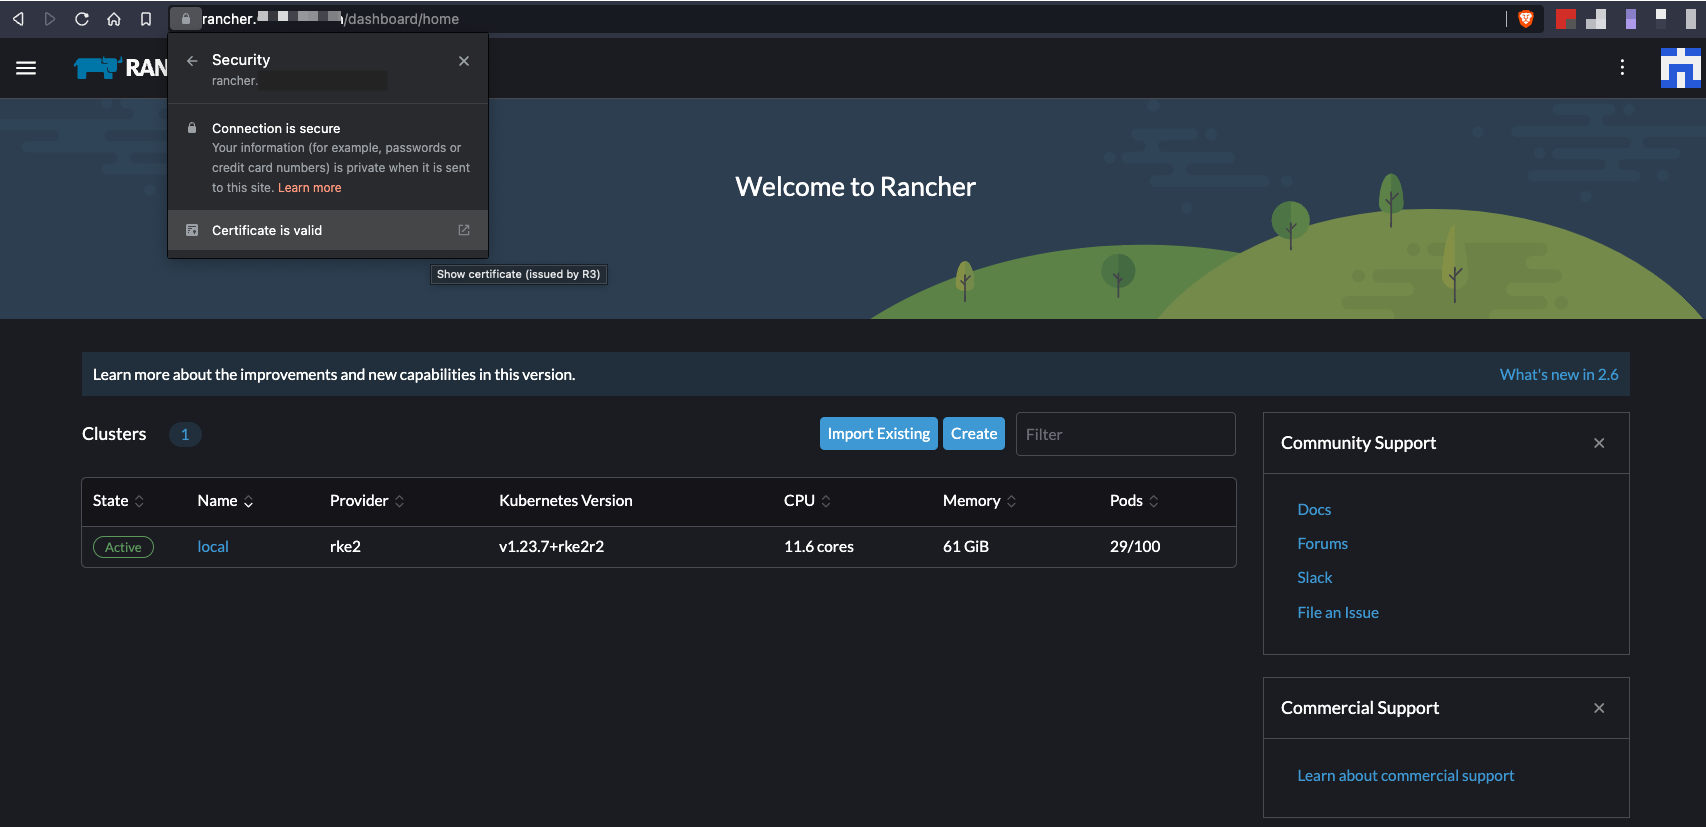 rancher. /dashboard/home
RAN
Security
rancher.
Connection is secure
Your information (for example, passwords or
credit card numbers) is private when it is sent
to this site. Learn more
Certificate is valid
Show certificate (issued by R3)
Welcome to Rancher
Learn more about the improvements and new capabilities in this version.
What's new in 2.6
Clusters 1
Import Existing Create Filter
State Name Provider Kubernetes Version CPU Memory Pods
Active local rke2 v1.23.7+rke2r2 11.6 cores 61 GiB 29/100
Community Support
Docs
Forums
Slack
File an Issue
Commercial Support
Learn about commercial support